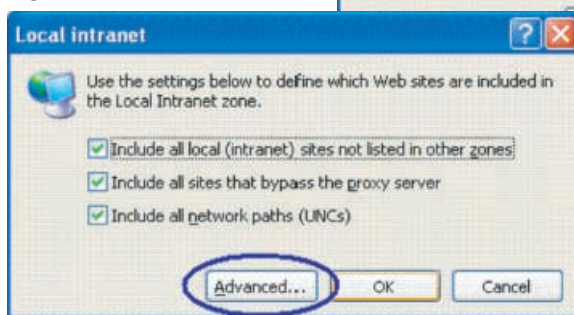 Local intranet
Use the settings below to define which Web sites are included in
the Local Intranet zone.
Include all local (intranet) sites not listed in other zones
Include all sites that bypass the proxy server
Include all network paths (UNCs)
Advanced... OK Cancel